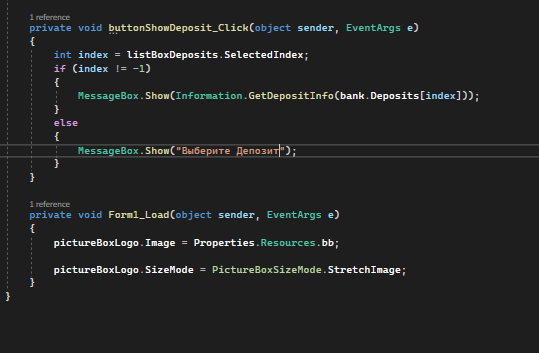 1 reference
private void buttonShowDeposit_Click(object sender, EventArgs e)
{
int index = listBoxDeposits.SelectedIndex;
if (index != -1)
{
MessageBox.Show(Information.GetDepositInfo(bank.Deposits[index]));
}
else
{
MessageBox.Show("Выберите Депозит");
}
}
1 reference
private void Form1_Load(object sender, EventArgs e)
{
pictureBoxLogo.Image = Properties.Resources.bb;
pictureBoxLogo.SizeMode = PictureBoxSizeMode.StretchImage;
}
}